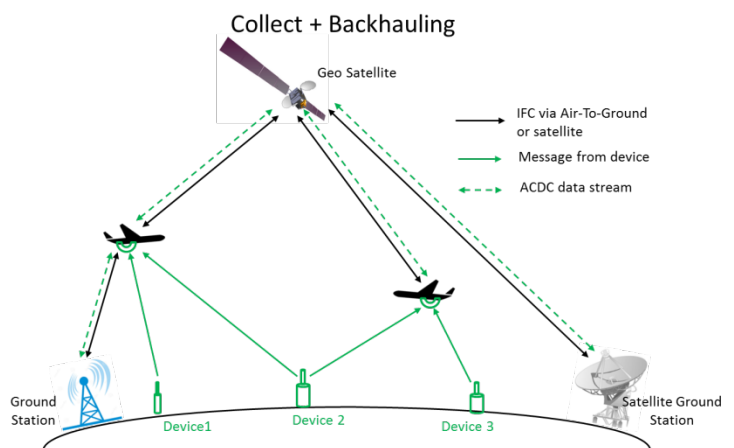 Collect + Backhauling
Geo Satellite
IFC via Air-To-Ground
or satellite
Message from device
ACDC data stream
Ground
Station
Device1
Device 2
Device 3
Satellite Ground
Station